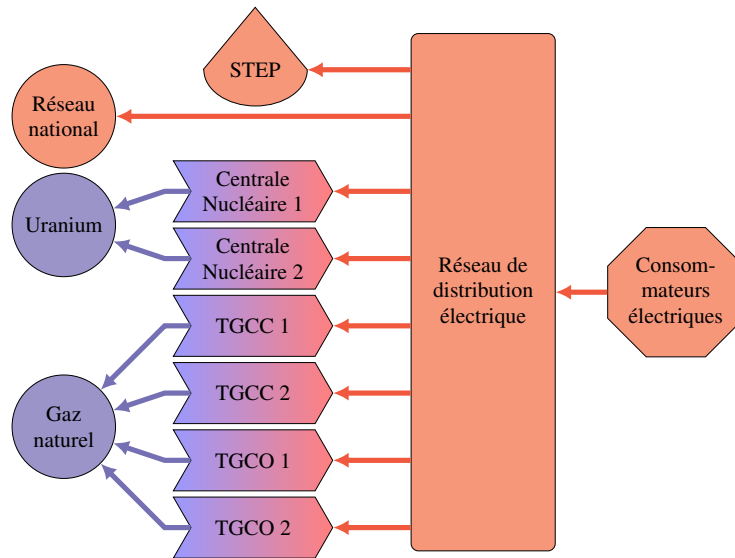 STEP
Réseau
national
Centrale
Nucléaire 1
Uranium
Centrale
Nucléaire 2
Réseau de
distribution
électrique
Consom-
mateurs
électriques
TGCC 1
TGCC 2
Gaz
naturel
TGCO 1
TGCO 2